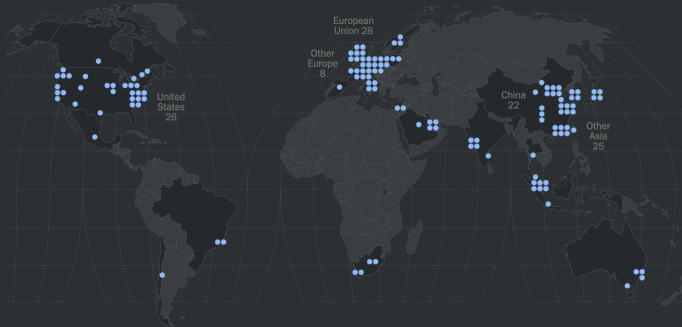 European
Union 28
Other
Europe
8
United
States
26
China
22
Other
Asia
25